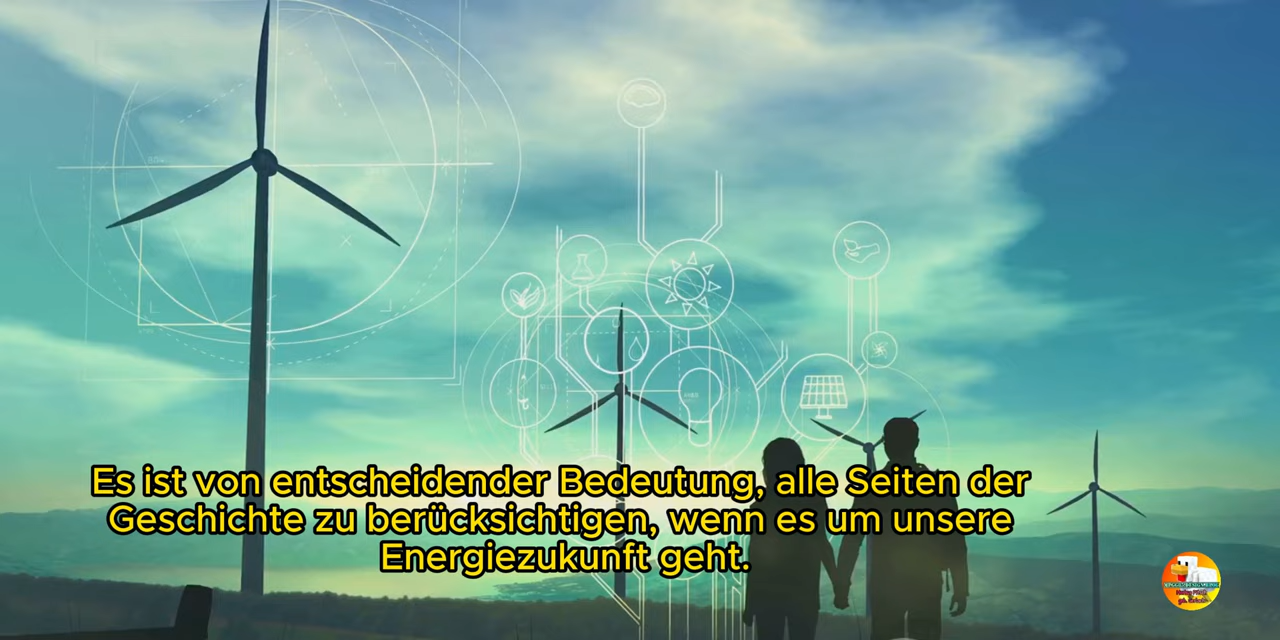 Es ist von entscheidender Bedeutung, alle Seiten der
Geschichte zu berücksichtigen, wenn es um unsere
Energiezukunft geht.